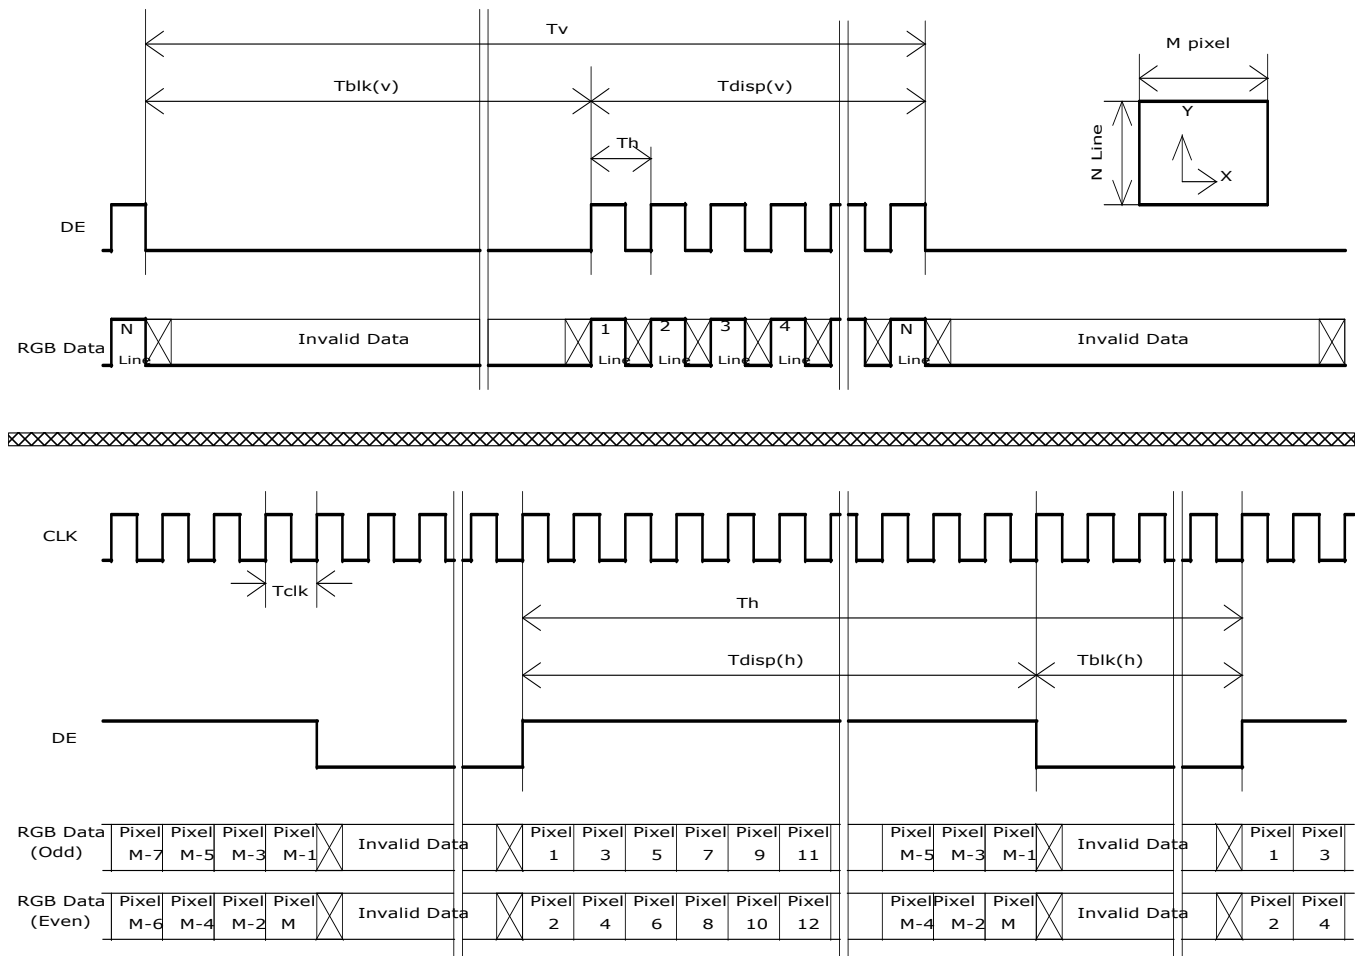 Tv
M pixel
Tblk(v) Tdisp(v)
Y
N Line
Th
X
DE
N 1 2 3 4 N
Invalid Data Invalid Data
RGB Data
Line Line Line Line Line Line
CLK
Tclk
Th
Tdisp(h) Tblk(h)
DE
RGB Data Pixel Pixel Pixel Pixel Pixel Pixel Pixel Pixel Pixel Pixel Pixel Pixel Pixel Pixel Pixel
Invalid Data Invalid Data
(Odd) M-7 M-5 M-3 M-1 1 3 5 7 9 11 M-5 M-3 M-1 1 3
RGB Data Pixel Pixel Pixel Pixel Pixel Pixel Pixel Pixel Pixel Pixel Pixel Pixel Pixel Pixel Pixel
Invalid Data Invalid Data
(Even) M-6 M-4 M-2 M 2 4 6 8 10 12 M-4 M-2 M 2 4